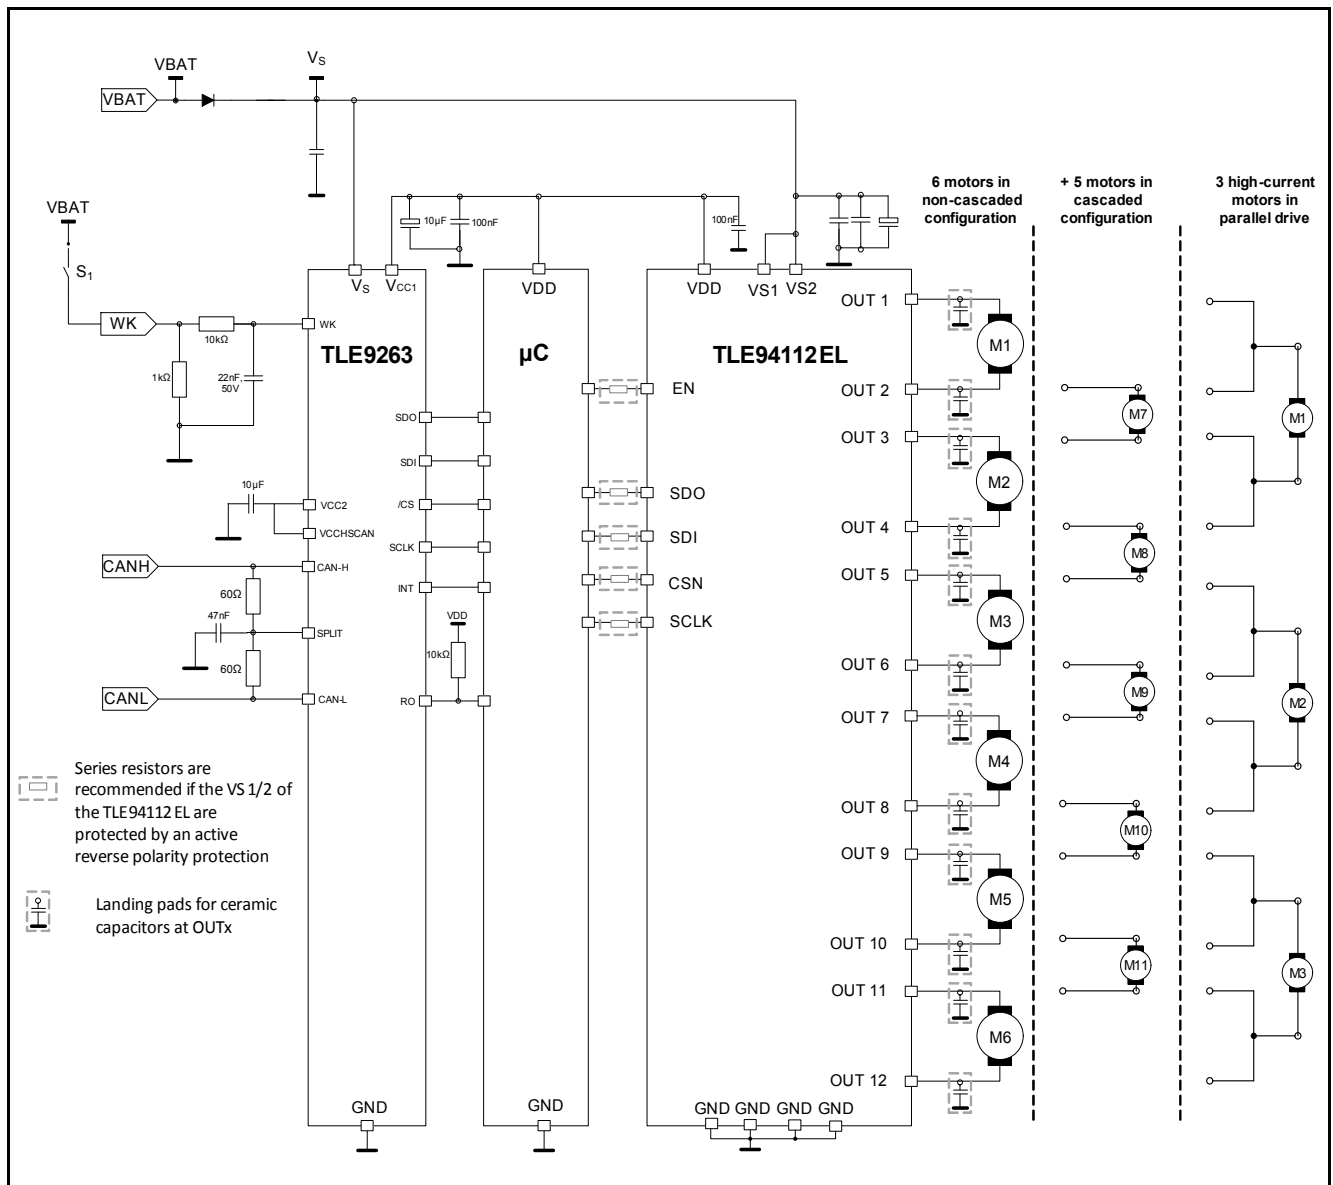 VBAT
VS
VBAT
6 motors in
non-cascaded
configuration
+ 5 motors in
cascaded
configuration
3 high-current
motors in
parallel drive
VBAT
S1
10µF
100nF
100nF
VS
VCC1
VDD
VDD
VS1
VS2
WK
10kΩ
1kΩ
22nF,
50V
WK
TLE9263
µC
TLE94112EL
OUT 1
OUT 2
OUT 3
OUT 4
OUT 5
OUT 6
OUT 7
OUT 8
OUT 9
OUT 10
OUT 11
OUT 12
M1
M2
M3
M4
M5
M6
M7
M8
M9
M10
M11
M1
M2
M3
EN
SDO
SDI
CSN
SCLK
SDO
SDI
/CS
SCLK
INT
VDD
10kΩ
RO
10µF
VCC2
VCCHSCAN
CANH
CAN-H
60Ω
47nF
SPLIT
60Ω
CANL
CAN-L
Series resistors are
recommended if the VS 1/2 of
the TLE94112 EL are
protected by an active
reverse polarity protection
Landing pads for ceramic
capacitors at OUTx
GND
GND
GND GND GND GND